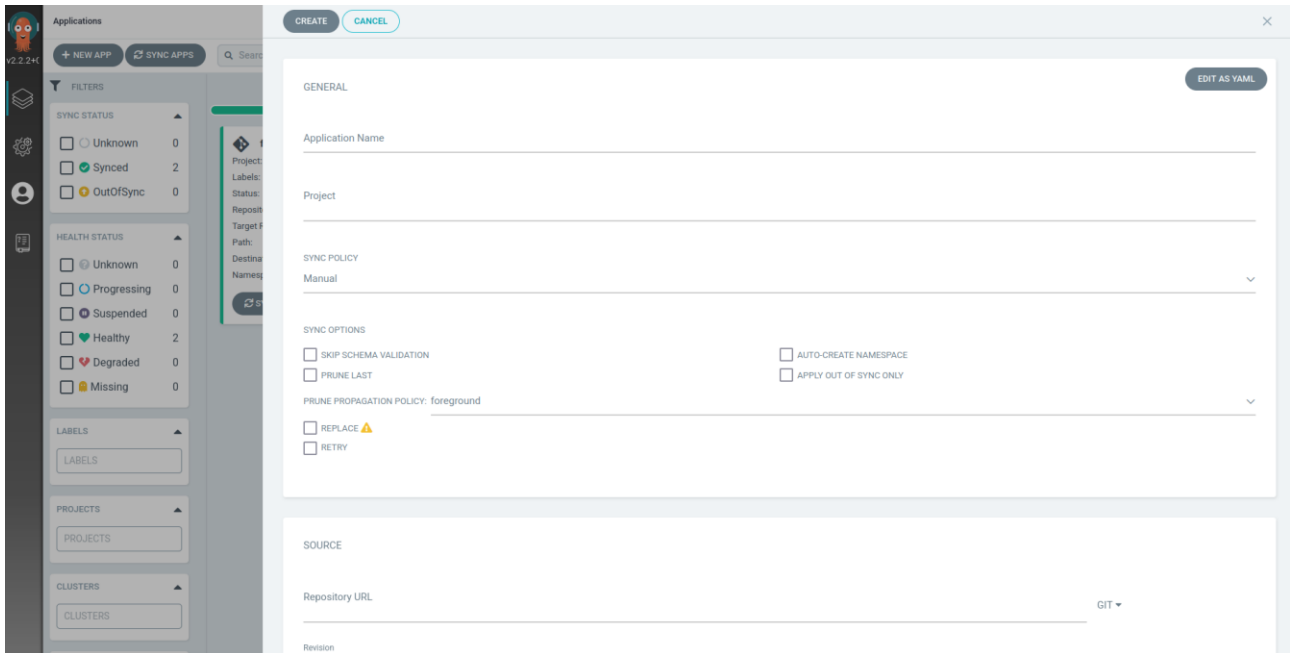 Applications
v2.2.2+
+ NEW APP
SYNC APPS
FILTERS
SYNC STATUS
Unknown 0
Synced 2
OutOfSync 0
HEALTH STATUS
Unknown 0
Progressing 0
Suspended 0
Healthy 2
Degraded 0
Missing 0
LABELS
LABELS
PROJECTS
PROJECTS
CLUSTERS
CLUSTERS
Project:
Labels:
Status:
Target
Path:
CREATE CANCEL
GENERAL
EDIT AS YAML
Application Name
Project
SYNC POLICY
Manual
SYNC OPTIONS
SKIP SCHEMA VALIDATION AUTO-CREATE NAMESPACE
PRUNE LAST APPLY OUT OF SYNC ONLY
PRUNE PROPAGATION POLICY: foreground
REPLACE
RETRY
SOURCE
Repository URL
GIT
Revision